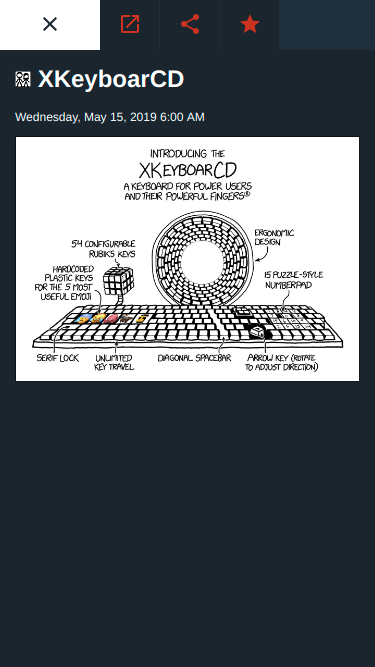 XKeyboarCD
Wednesday, May 15, 2019 6:00 AM
INTRODUCING THE
XKEYBOARCD
A KEYBOARD FOR POWER USERS
AND THEIR POWERFUL FINGERS®
54 CONFIGURABLE
RUBIKS KEYS
ERGONOMIC
DESIGN
HARDCODED
PLASTIC KEYS
FOR THE 5 MOST
USEFUL EMOJI
15 PUZZLE-STYLE
NUMBERPAD
SERIF LOCK
UNLIMITED
KEY TRAVEL
DIAGONAL SPACEBAR
ARROW KEY (ROTATE
TO ADJUST DIRECTION)